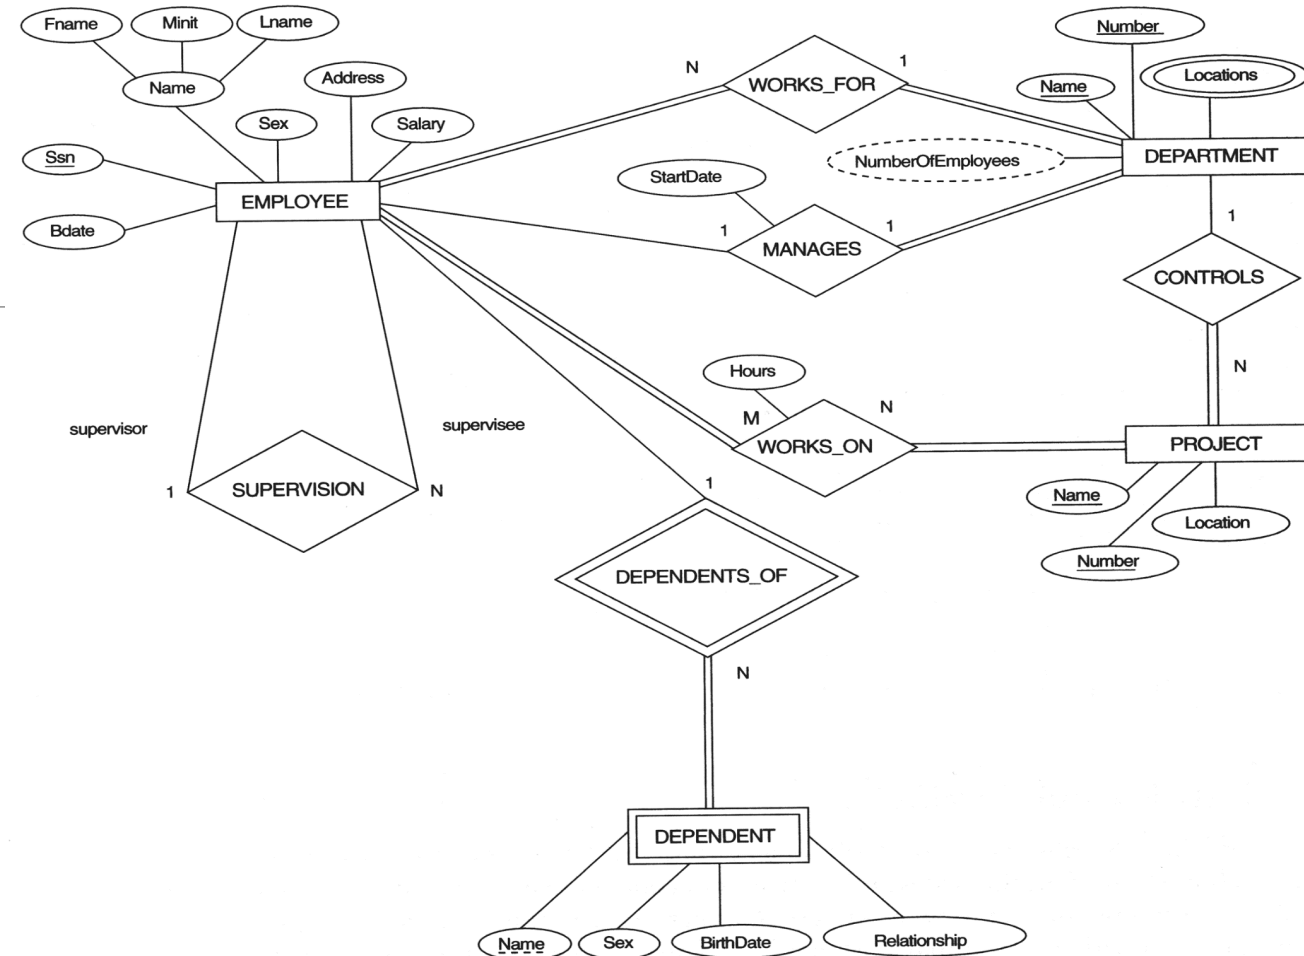 Fname
Minit
Lname
Number
Name
Address
N
1
WORKS_FOR
Name
Locations
Sex
Salary
Ssn
NumberOfEmployees
DEPARTMENT
StartDate
EMPLOYEE
Bdate
1
MANAGES
1
1
CONTROLS
Hours
N
M
N
supervisor
supervisee
WORKS_ON
PROJECT
1
SUPERVISION
N
1
Name
Location
Number
DEPENDENTS_OF
N
DEPENDENT
Name
Sex
BirthDate
Relationship